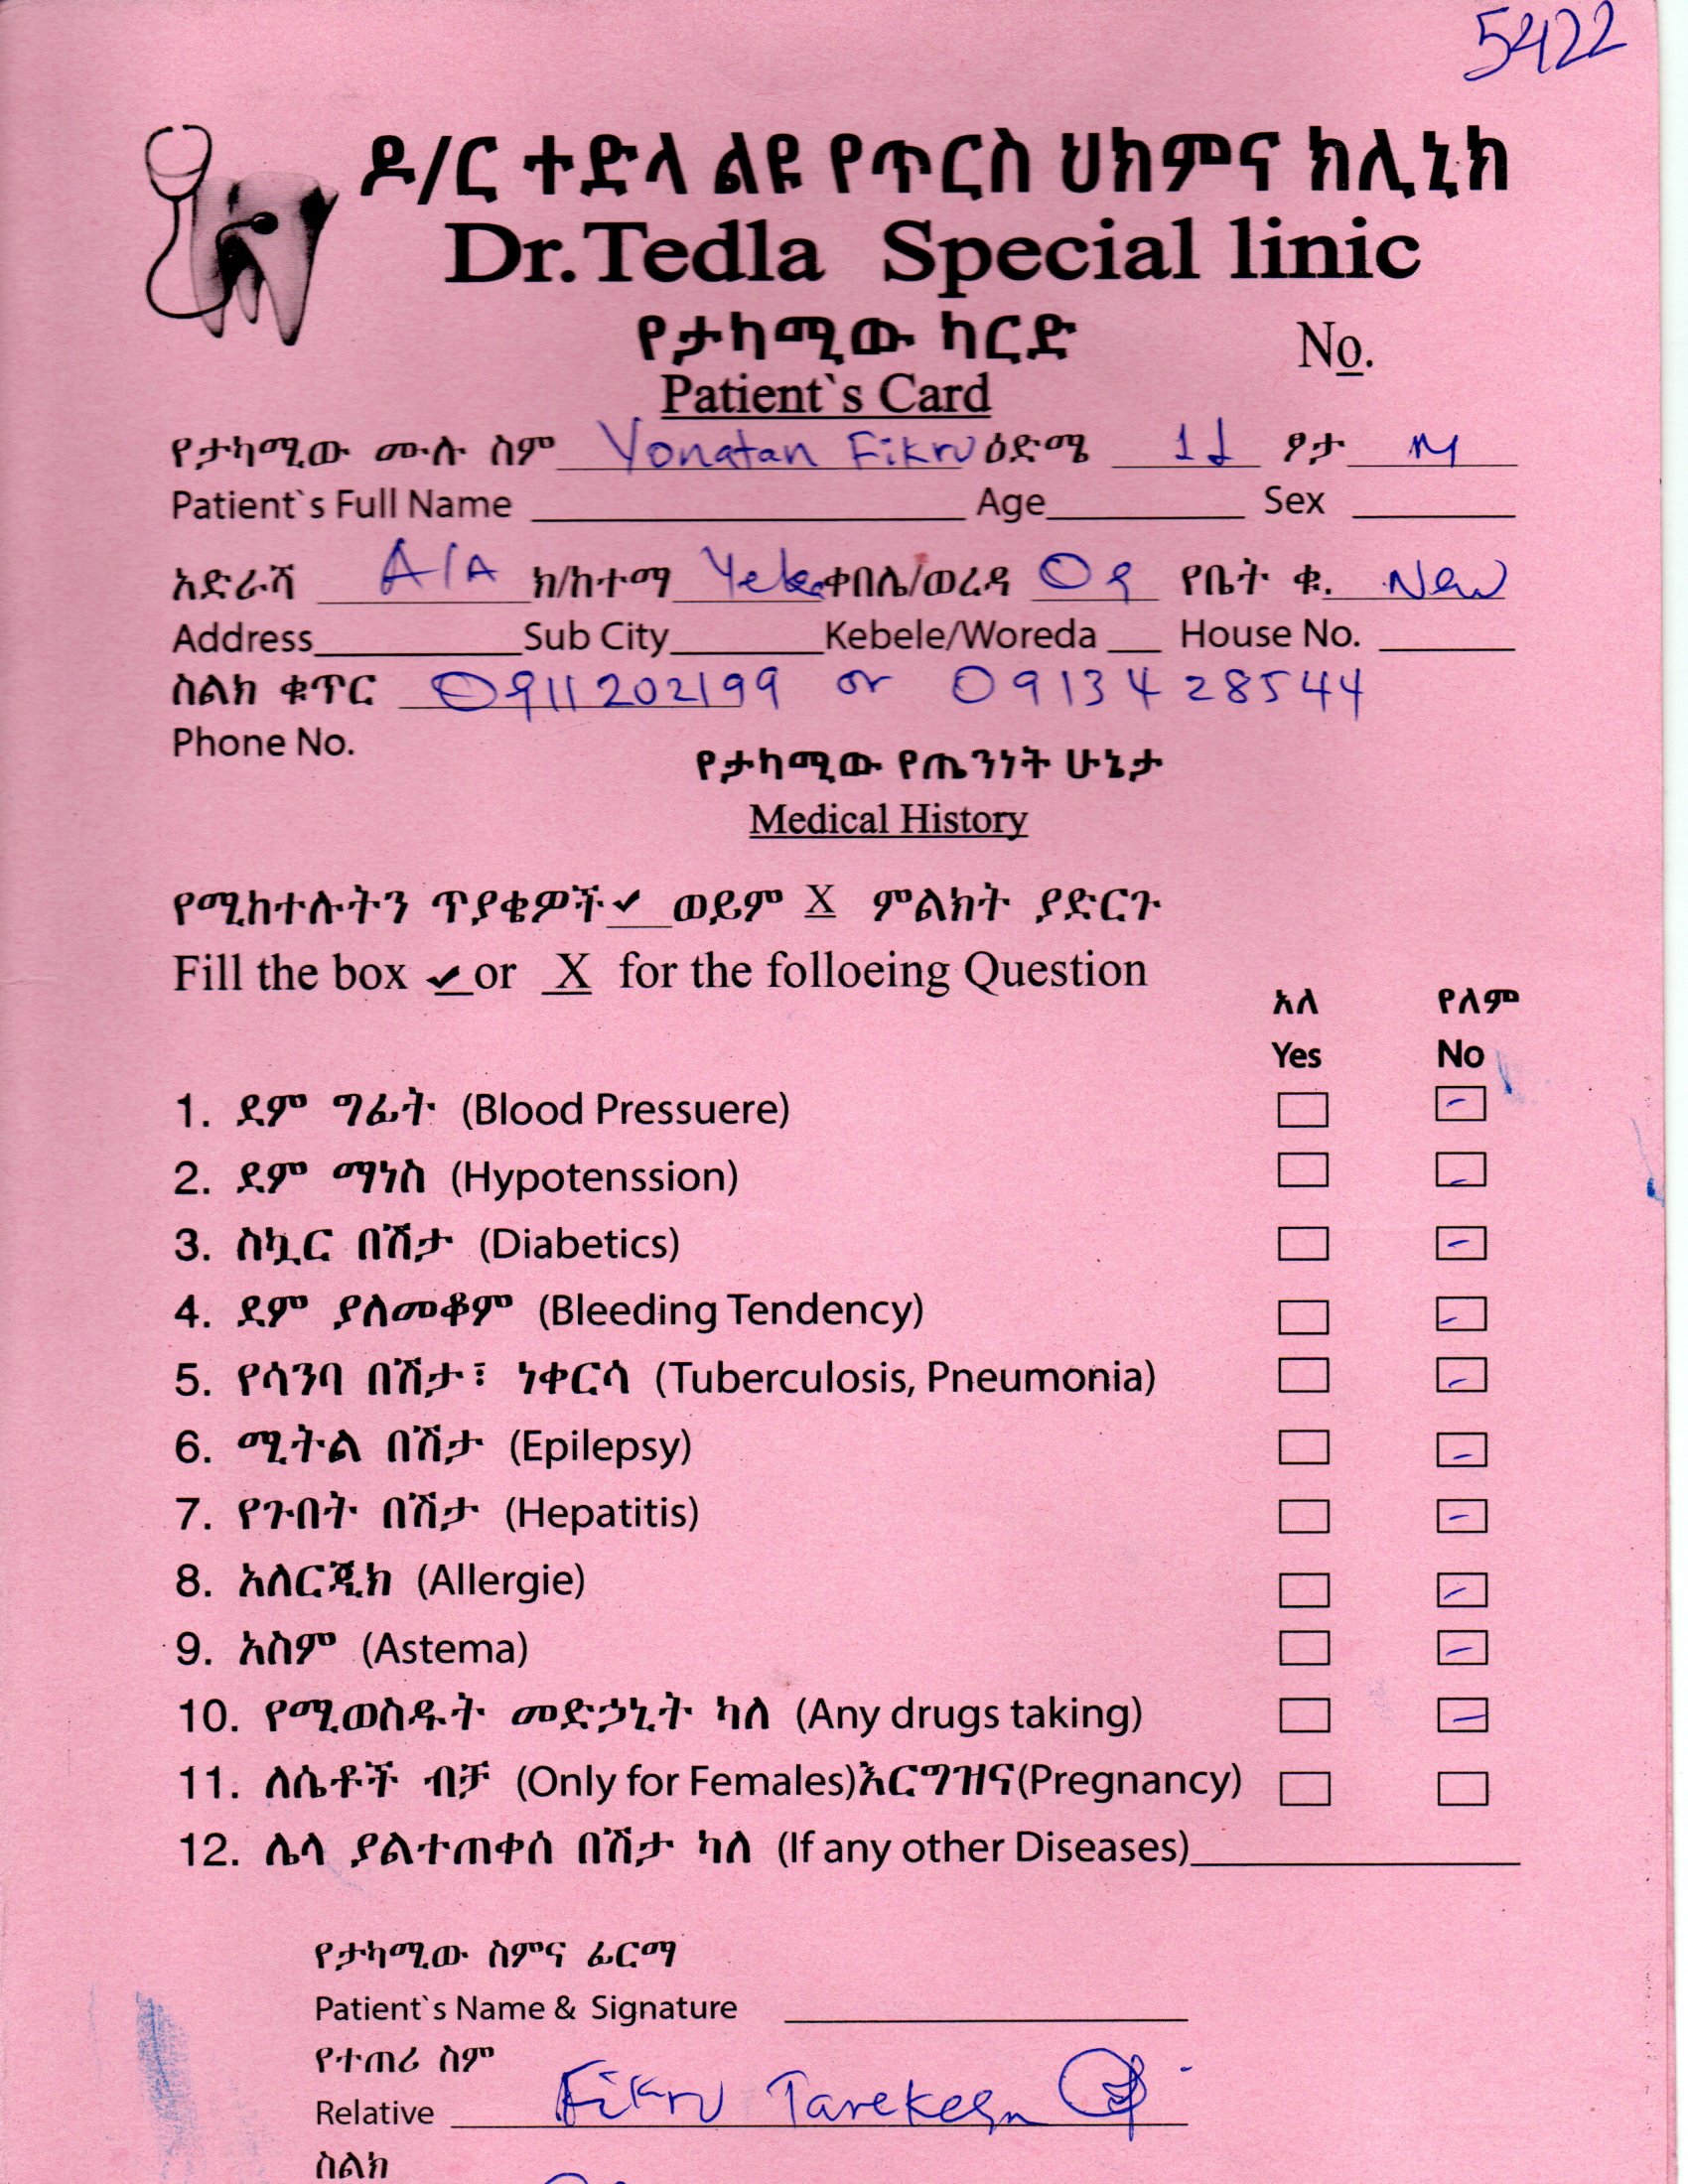 5422
ዶ/ር ተድላ ልዩ የጥርስ ህክምና ክሊኒክ
Dr.Tedla Special linic
የታካሚው ካርድ
No.
Patient`s Card
የታካሚው ሙሉ ስም Yonatan Fikru ዕድሜ ፆታ M
Patient`s Full Name Age Sex
አድራሻ A/A ክ/ከተማ Yeka ቀበሌ/ወረዳ 09 የቤት ቁ. New
Address Sub City Kebele/Woreda House No.
ስልክ ቁጥር 0911202199 or 0913428544
Phone No.
የታካሚው የጤንነት ሁኔታ
Medical History
የሚከተሉትን ጥያቄዎች ✔ ወይም X ምልክት ያድርጉ
Fill the box ✔ or X for the folloeing Question
አለ የለም
Yes No
1. ደም ግፊት (Blood Pressuere)
2. ደም ማነስ (Hypotenssion)
3. ስኳር በሽታ (Diabetics)
4. ደም ያለመቆም (Bleeding Tendency)
5. የሳንባ በሽታ፣ ነቀርሳ (Tuberculosis, Pneumonia)
6. ሚትል በሽታ (Epilepsy)
7. የጉበት በሽታ (Hepatitis)
8. አለርጂክ (Allergie)
9. አስም (Astema)
10. የሚወስዱት መድኃኒት ካለ (Any drugs taking)
11. ለሴቶች ብቻ (Only for Females)እርግዝና(Pregnancy)
12. ሌላ ያልተጠቀሰ በሽታ ካለ (If any other Diseases)
የታካሚው ስምና ፊርማ
Patient`s Name & Signature
የተጠሪ ስም
Relative Fikru Tarekegn
ስልክ